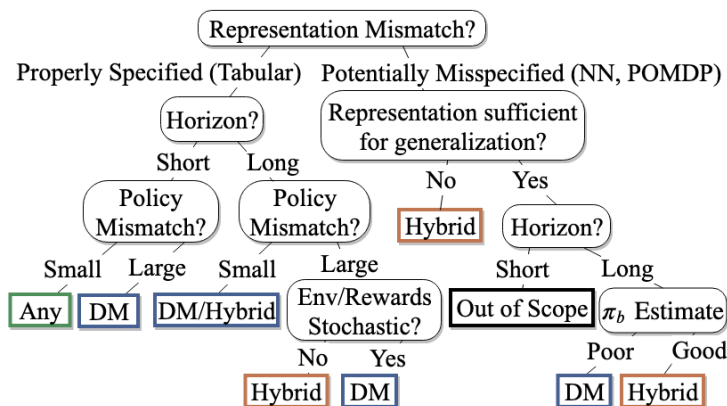 Representation Mismatch?
Properly Specified (Tabular)
Potentially Misspecified (NN, POMDP)
Horizon?
Representation sufficient
for generalization?
Short
Long
No
Yes
Policy
Mismatch?
Policy
Mismatch?
Hybrid
Horizon?
Small
Large
Small
Large
Short
Long
Any
DM
DM/Hybrid
Env/Rewards
Stochastic?
Out of Scope
π_b Estimate
No
Yes
Poor
Good
Hybrid
DM
DM
Hybrid